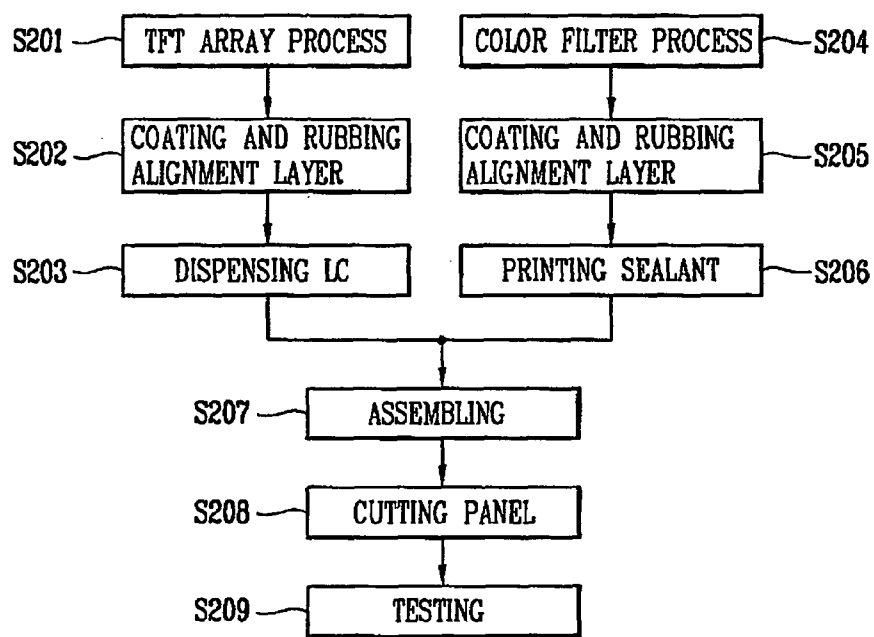 S201 TFT ARRAY PROCESS
COLOR FILTER PROCESS S204
S202 COATING AND RUBBING
ALIGNMENT LAYER
COATING AND RUBBING
ALIGNMENT LAYER S205
S203 DISPENSING LC
PRINTING SEALANT S206
S207 ASSEMBLING
S208 CUTTING PANEL
S209 TESTING